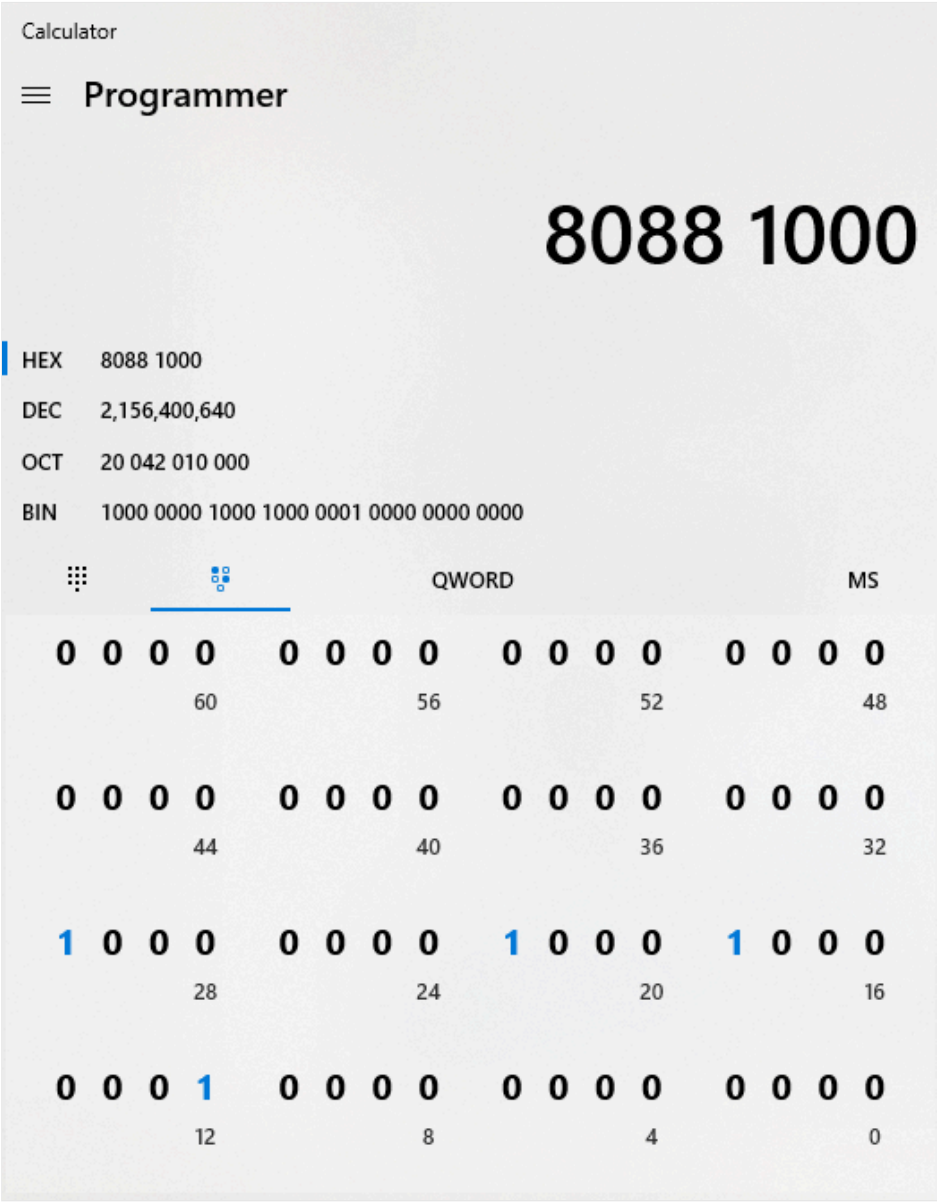 Calculator
Programmer
8088 1000
HEX 8088 1000
DEC 2,156,400,640
OCT 20 042 010 000
BIN 1000 0000 1000 1000 0001 0000 0000 0000
QWORD MS
0 0 0 0 0 0 0 0 0 0 0 0 0 0 0 0
60 56 52 48
0 0 0 0 0 0 0 0 0 0 0 0 0 0 0 0
44 40 36 32
1 0 0 0 0 0 0 0 1 0 0 0 1 0 0 0
28 24 20 16
0 0 0 1 0 0 0 0 0 0 0 0 0 0 0 0
12 8 4 0